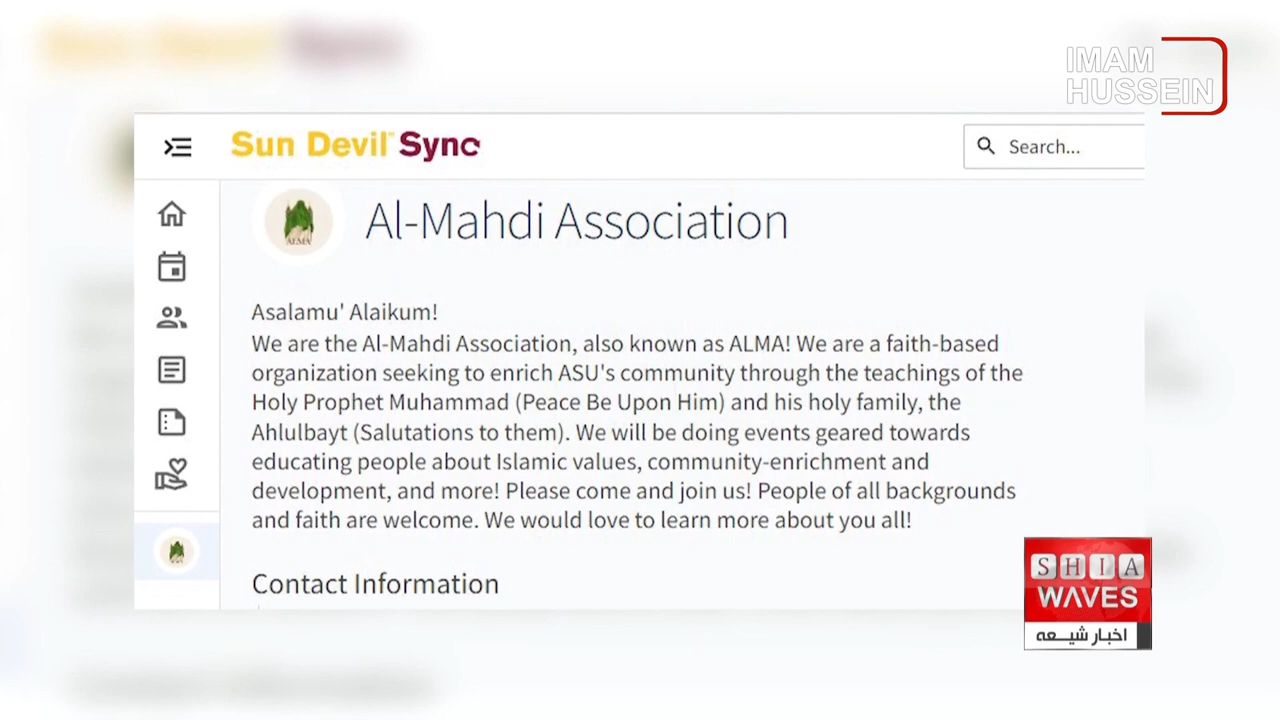 IMAM
HUSSEIN
Sun Devil Sync
Search...
ALMA
Al-Mahdi Association
Asalamu' Alaikum!
We are the Al-Mahdi Association, also known as ALMA! We are a faith-based
organization seeking to enrich ASU's community through the teachings of the
Holy Prophet Muhammad (Peace Be Upon Him) and his holy family, the
Ahlulbayt (Salutations to them). We will be doing events geared towards
educating people about Islamic values, community-enrichment and
development, and more! Please come and join us! People of all backgrounds
and faith are welcome. We would love to learn more about you all!
Contact Information
SHIA
WAVES
اخبار شیـــعه